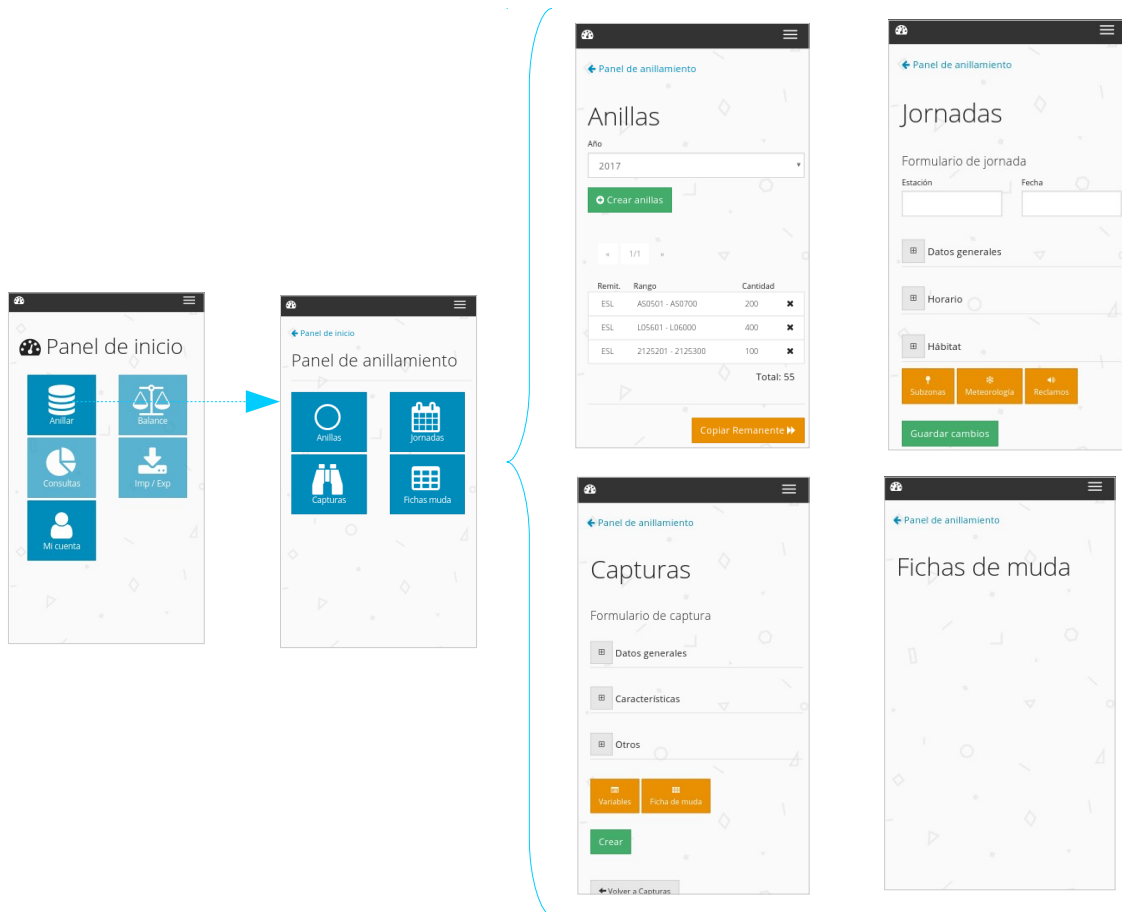 Panel de inicio
Anillar
Balance
Consultas
Imp / Exp
Mi cuenta
Panel de inicio
Panel de anillamiento
Anillas
Jornadas
Capturas
Fichas muda
Panel de anillamiento
Anillas
Año
2017
Crear anillas
« 1/1 »
Remit. Rango Cantidad
ESL AS0501 - AS0700 200
ESL L05601 - L06000 400
ESL 2125201 - 2125300 100
Total: 55
Copiar Remanente
Panel de anillamiento
Jornadas
Formulario de jornada
Estación Fecha
Datos generales
Horario
Hábitat
Subzonas Meteorología Reclamos
Guardar cambios
Panel de anillamiento
Capturas
Formulario de captura
Datos generales
Características
Otros
Variables Ficha de muda
Crear
Volver a Capturas
Panel de anillamiento
Fichas de muda